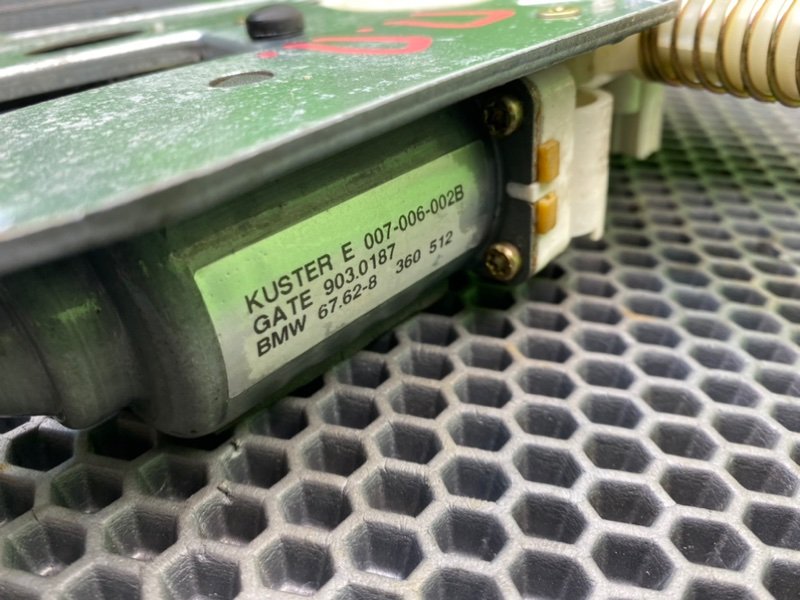 KUSTER E 007-006-002B
GATE 903.0187
BMW 67.62-8 360 512